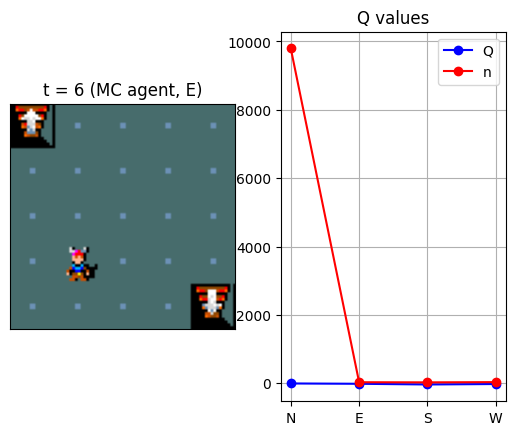 t = 6 (MC agent, E)
Q values
Q
n
10000
8000
6000
4000
2000
0
N E S W